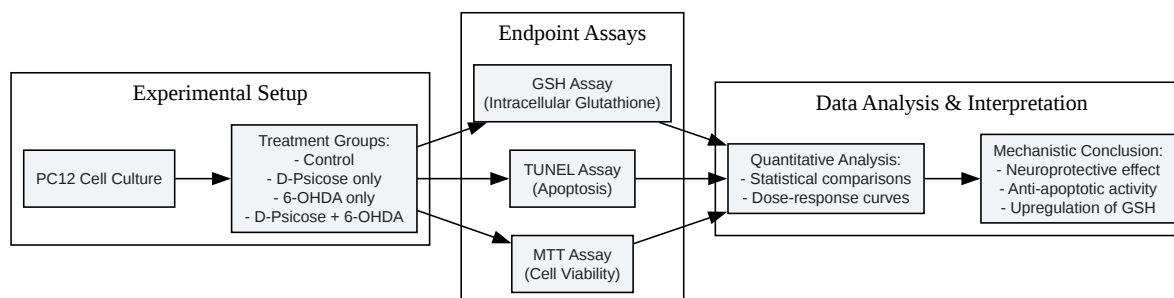 Experimental Setup
PC12 Cell Culture
Treatment Groups:
- Control
- D-Psicose only
- 6-OHDA only
- D-Psicose + 6-OHDA
Endpoint Assays
GSH Assay
(Intracellular Glutathione)
TUNEL Assay
(Apoptosis)
MTT Assay
(Cell Viability)
Data Analysis & Interpretation
Quantitative Analysis:
- Statistical comparisons
- Dose-response curves
Mechanistic Conclusion:
- Neuroprotective effect
- Anti-apoptotic activity
- Upregulation of GSH